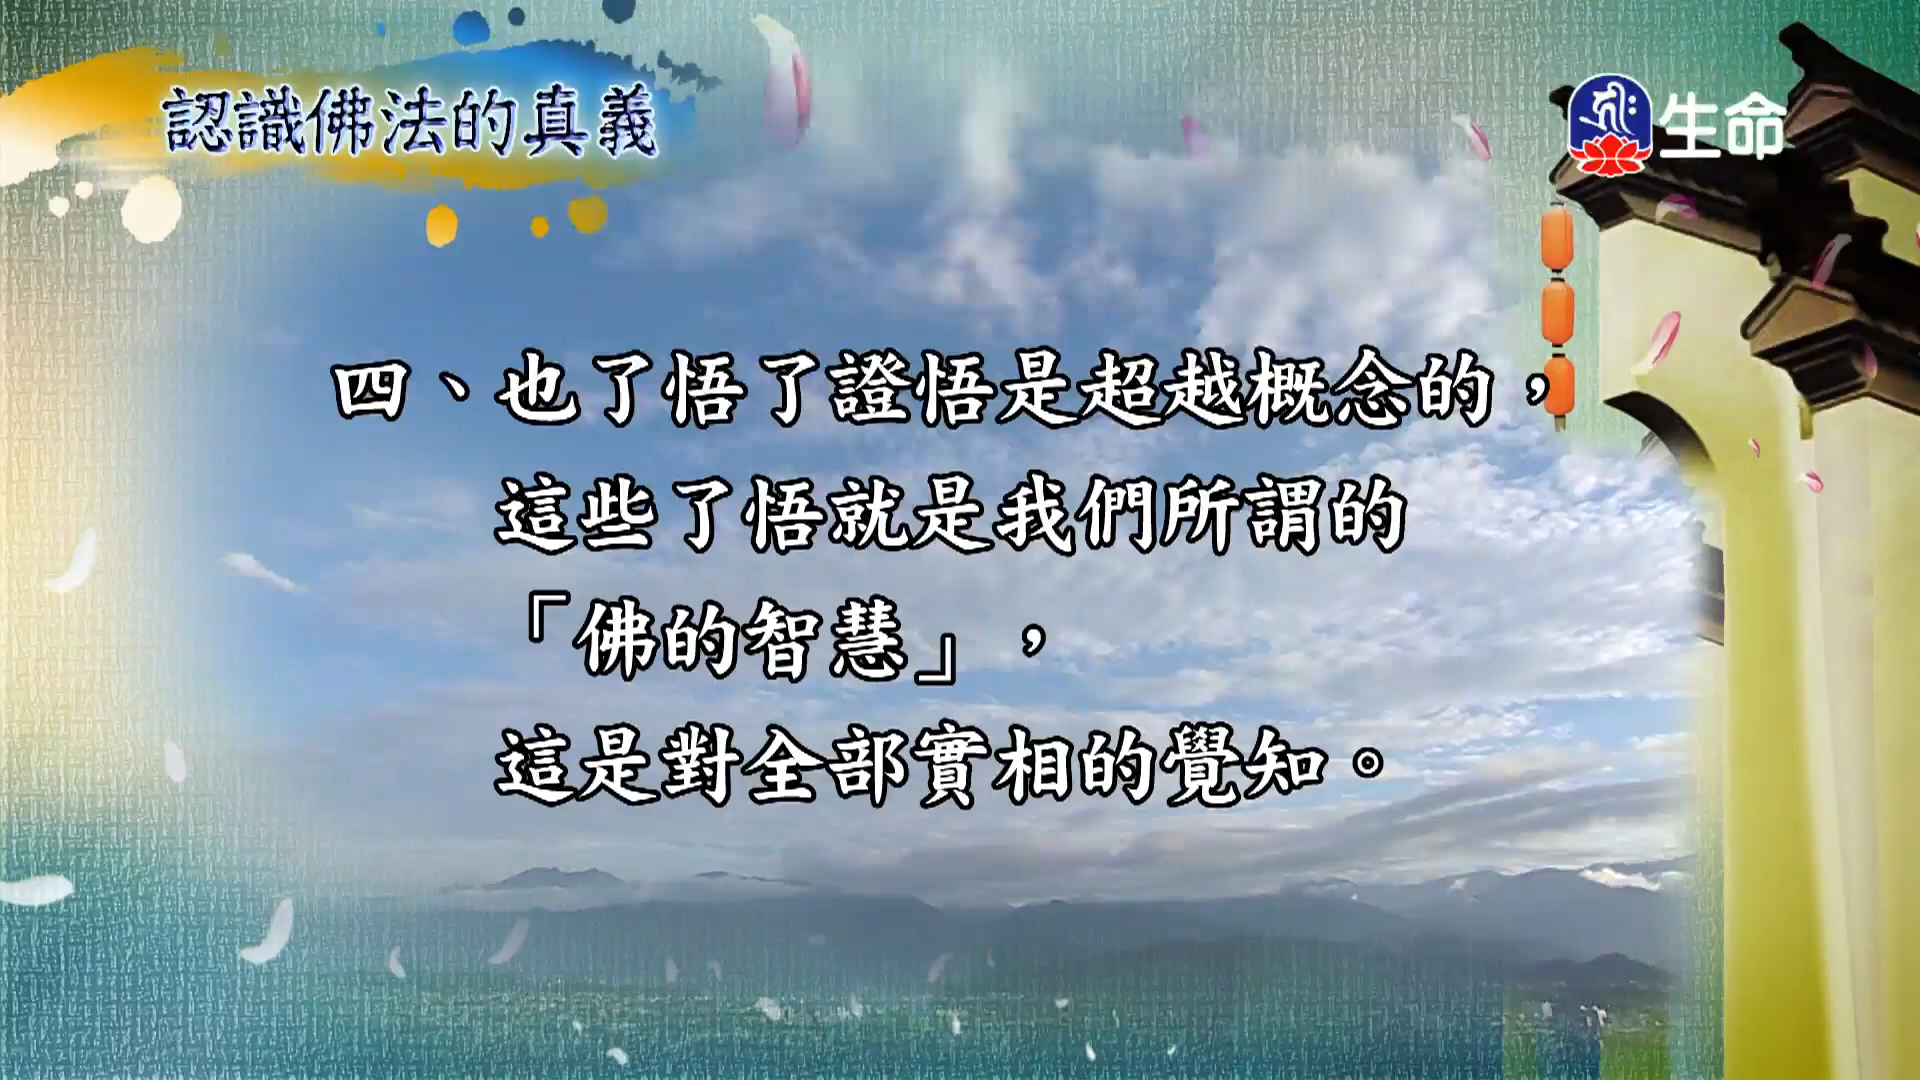 認識佛法的真義
生命
四、也了悟了證悟是超越概念的，
這些了悟就是我們所謂的
「佛的智慧」，
這是對全部實相的覺知。